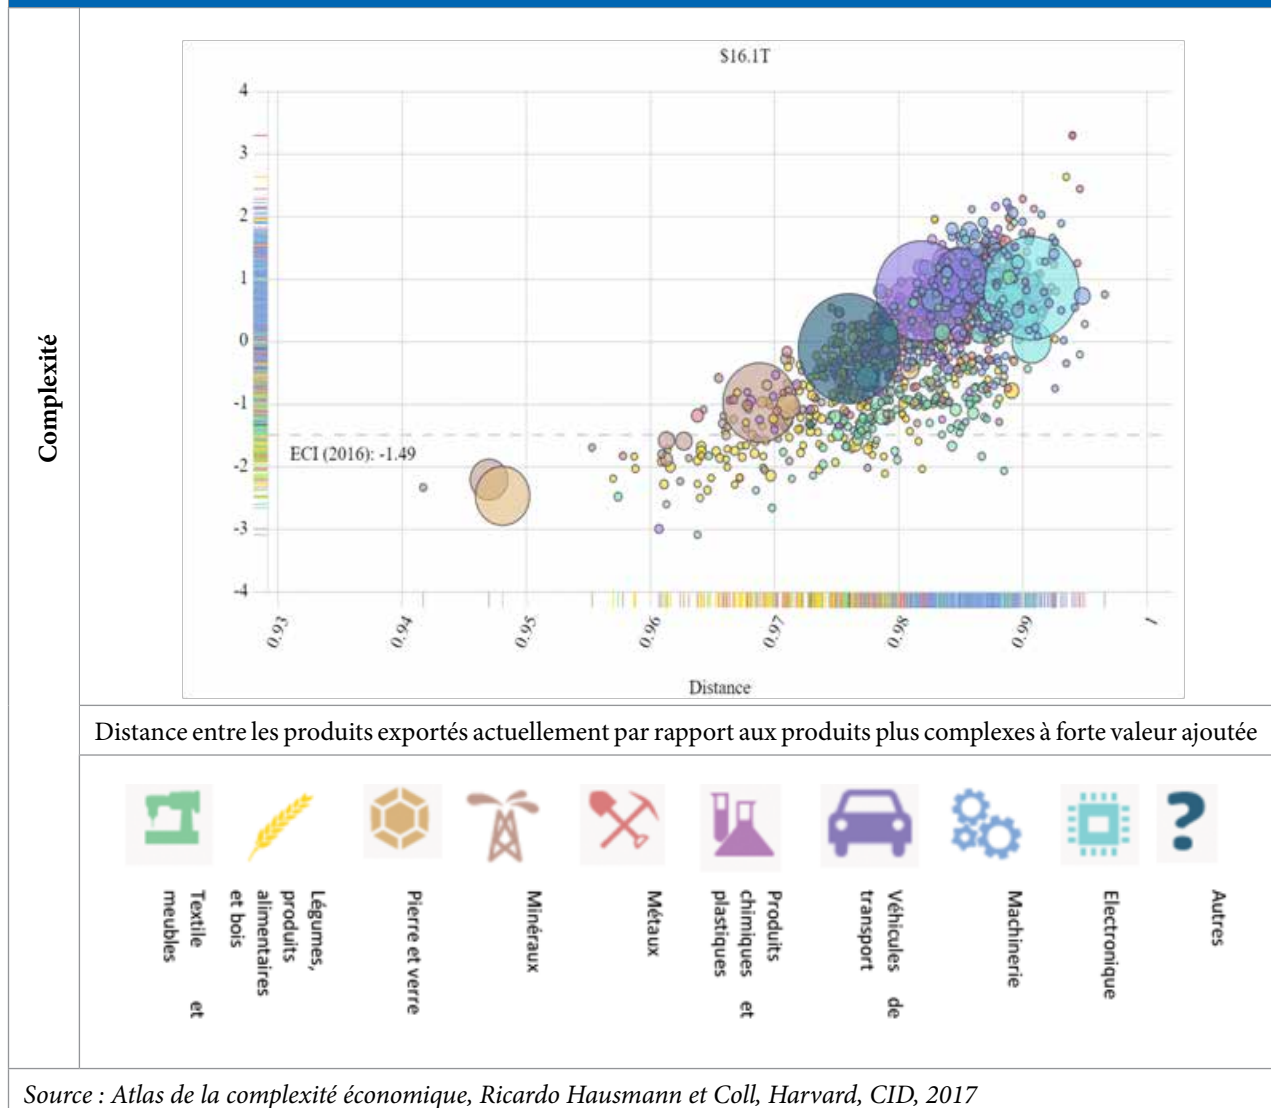 $16.1T
4
3
2
1
0
-1
-2
-3
-4
Complexité
ECI (2016): -1.49
0.93
0.94
0.95
0.96
0.97
0.98
0.99
1
Distance
Distance entre les produits exportés actuellement par rapport aux produits plus complexes à forte valeur ajoutée
Textile et
meubles
Légumes,
produits
alimentaires
et bois
Pierre et verre
Minéraux
Métaux
Produits
chimiques et
plastiques
Véhicules de
transport
Machinerie
Electronique
Autres
Source : Atlas de la complexité économique, Ricardo Hausmann et Coll, Harvard, CID, 2017